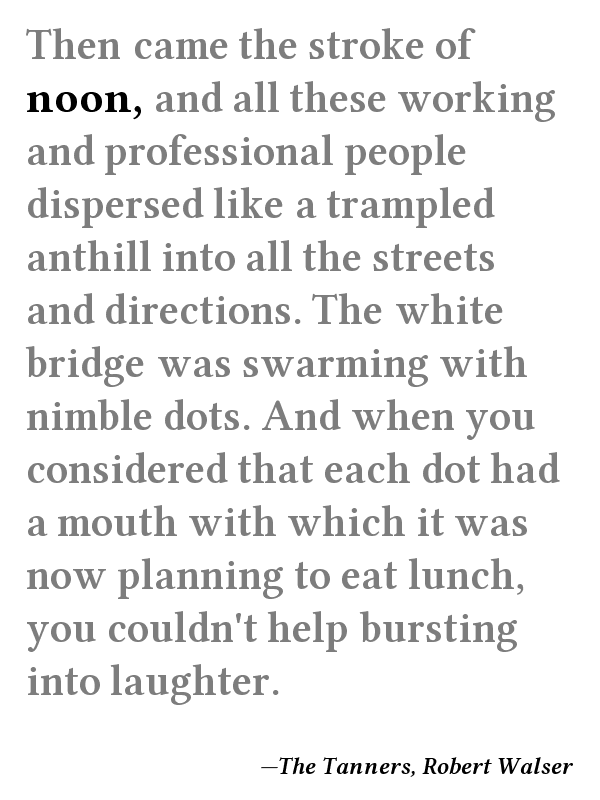 Then came the stroke of
noon, and all these working
and professional people
dispersed like a trampled
anthill into all the streets
and directions. The white
bridge was swarming with
nimble dots. And when you
considered that each dot had
a mouth with which it was
now planning to eat lunch,
you couldn't help bursting
into laughter.
—The Tanners, Robert Walser